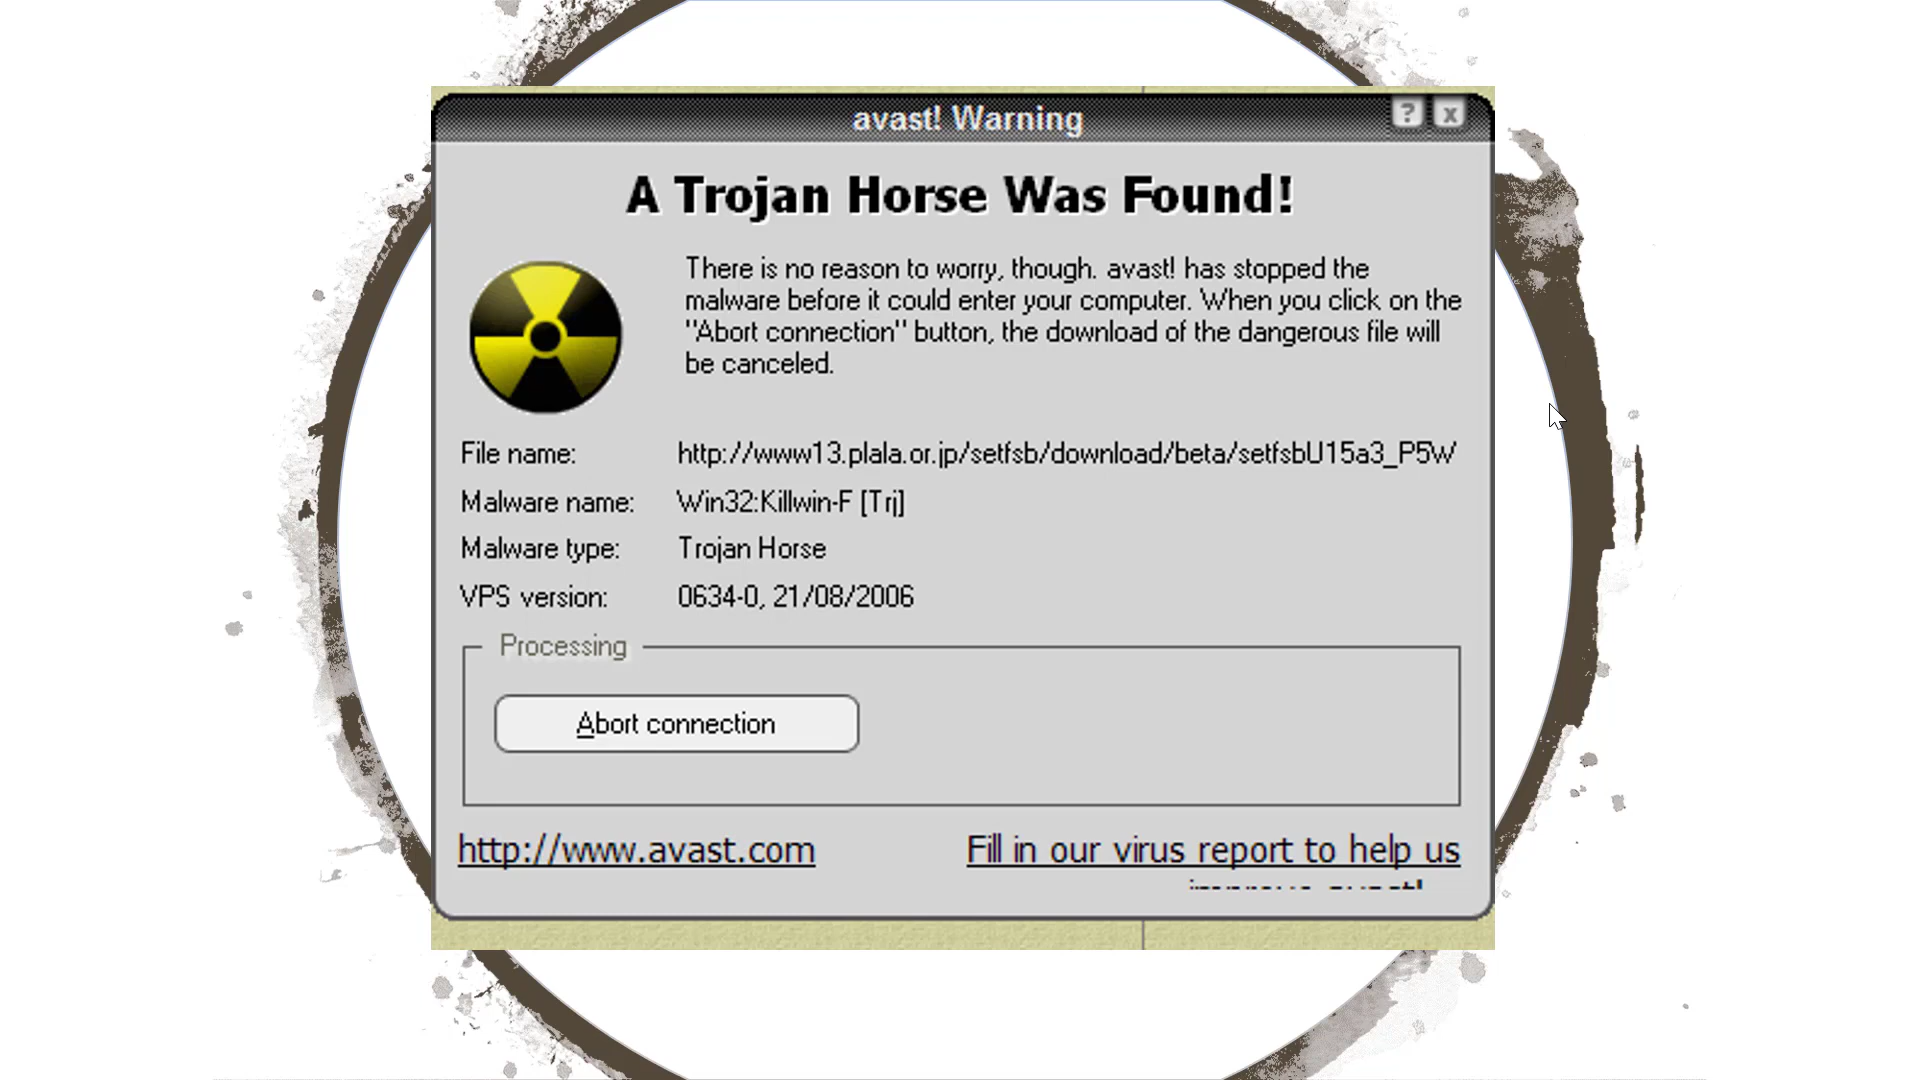 avast! Warning
? x
A Trojan Horse Was Found!
There is no reason to worry, though. avast! has stopped the
malware before it could enter your computer. When you click on the
"Abort connection" button, the download of the dangerous file will
be canceled.
File name: http://www13.plala.or.jp/setfsb/download/beta/setfsbU15a3_P5W
Malware name: Win32:Killwin-F [Trj]
Malware type: Trojan Horse
VPS version: 0634-0, 21/08/2006
Processing
Abort connection
http://www.avast.com Fill in our virus report to help us